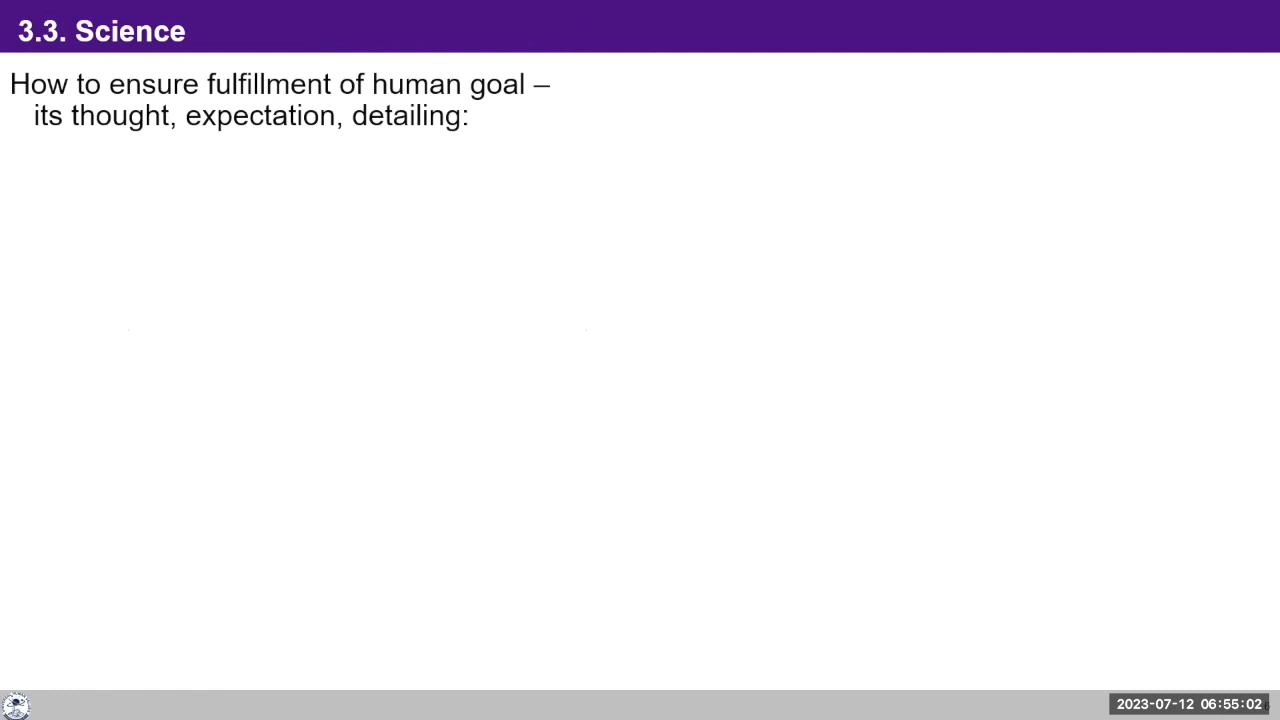 3.3. Science
How to ensure fulfillment of human goal –
its thought, expectation, detailing:
2023-07-12 06:55:02